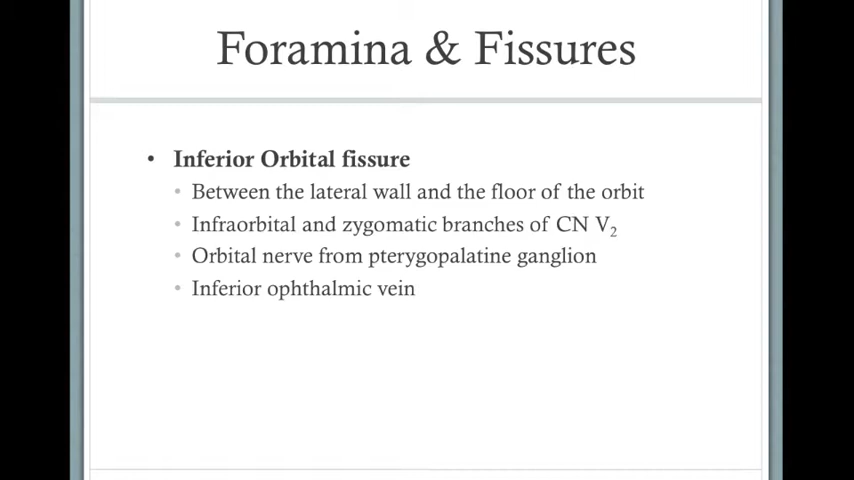 Foramina & Fissures
• Inferior Orbital fissure
• Between the lateral wall and the floor of the orbit
• Infraorbital and zygomatic branches of CN V₂
• Orbital nerve from pterygopalatine ganglion
• Inferior ophthalmic vein